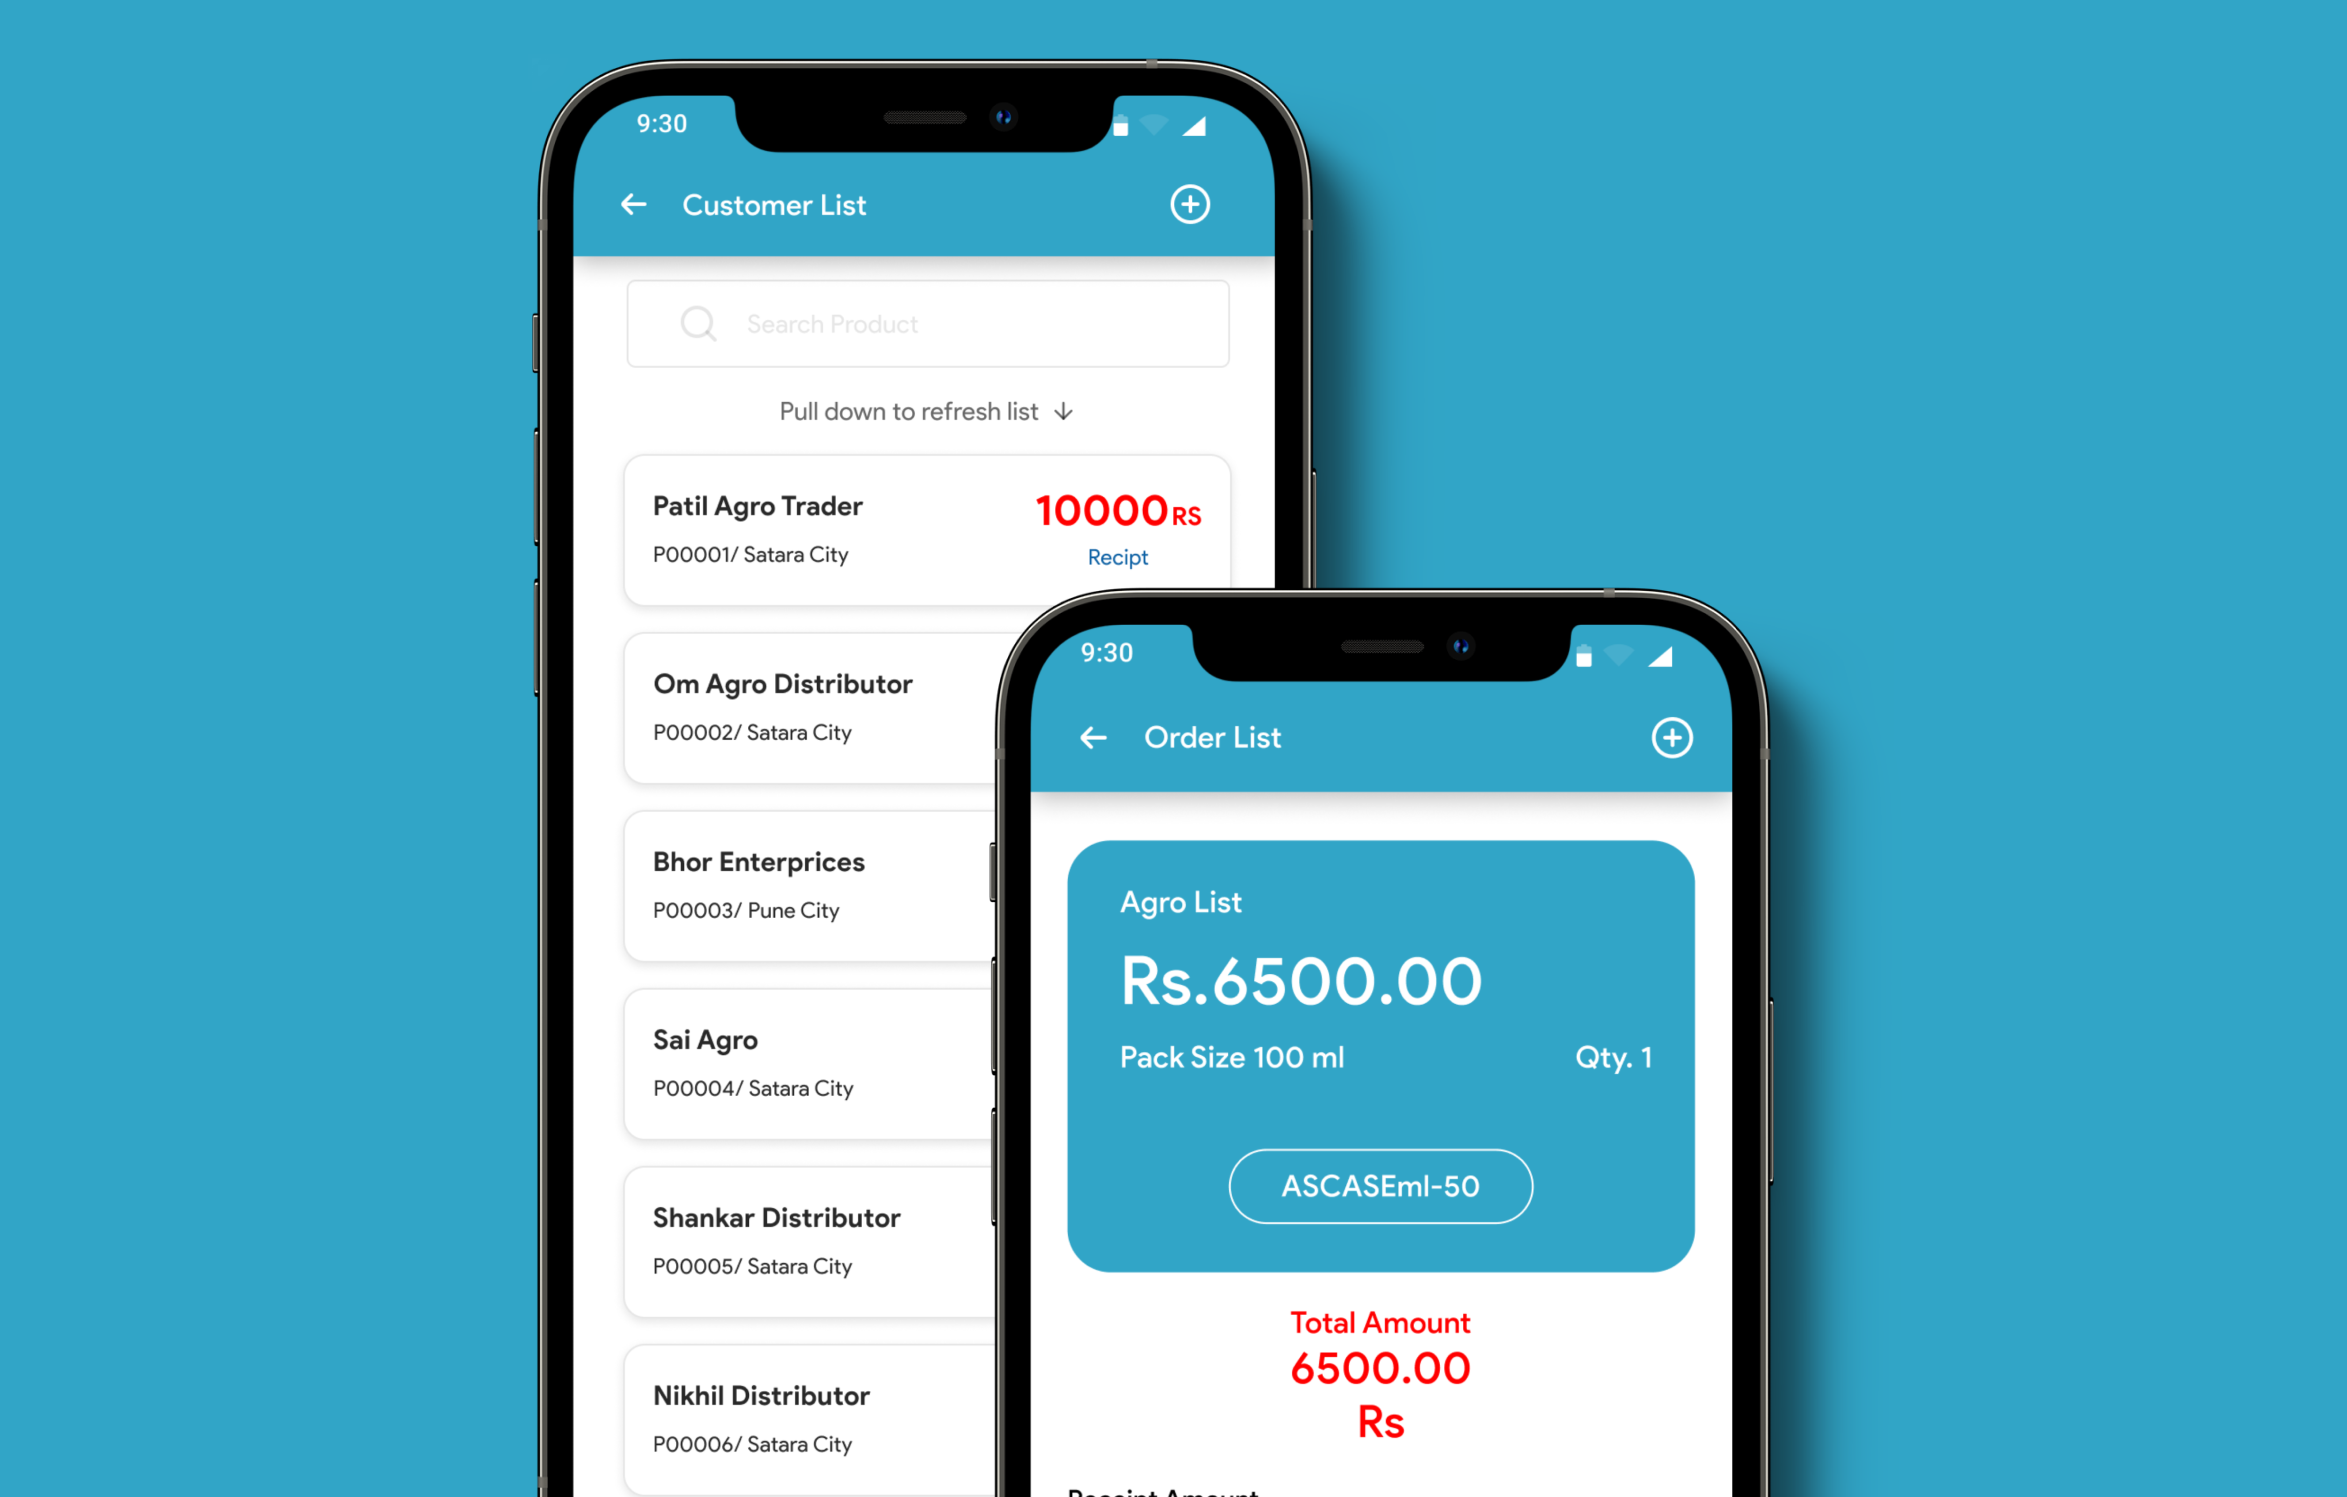 9:30
Customer List
Search Product
Pull down to refresh list
Patil Agro Trader
10000RS
P00001/ Satara City
Recipt
Om Agro Distributor
P00002/ Satara City
Bhor Enterprices
P00003/ Pune City
Sai Agro
P00004/ Satara City
Shankar Distributor
P00005/ Satara City
Nikhil Distributor
P00006/ Satara City
9:30
Order List
Agro List
Rs.6500.00
Pack Size 100 ml
Qty. 1
ASCASEml-50
Total Amount
6500.00
Rs
Receipt Amount